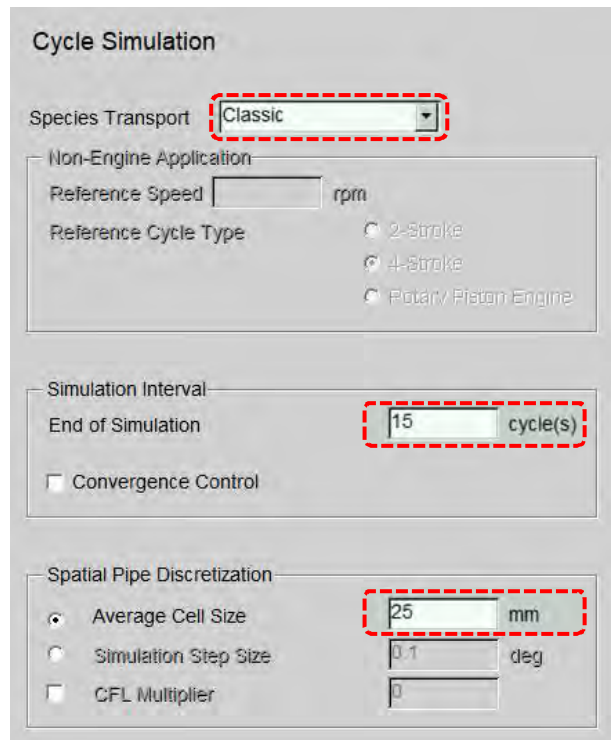 Cycle Simulation
Species Transport Classic
Non-Engine Application
Reference Speed rpm
Reference Cycle Type 2-Stroke
4-Stroke
Rotary Piston Engine
Simulation Interval
End of Simulation 15 cycle(s)
Convergence Control
Spatial Pipe Discretization
Average Cell Size 25 mm
Simulation Step Size 0.1 deg
CFL Multiplier 0